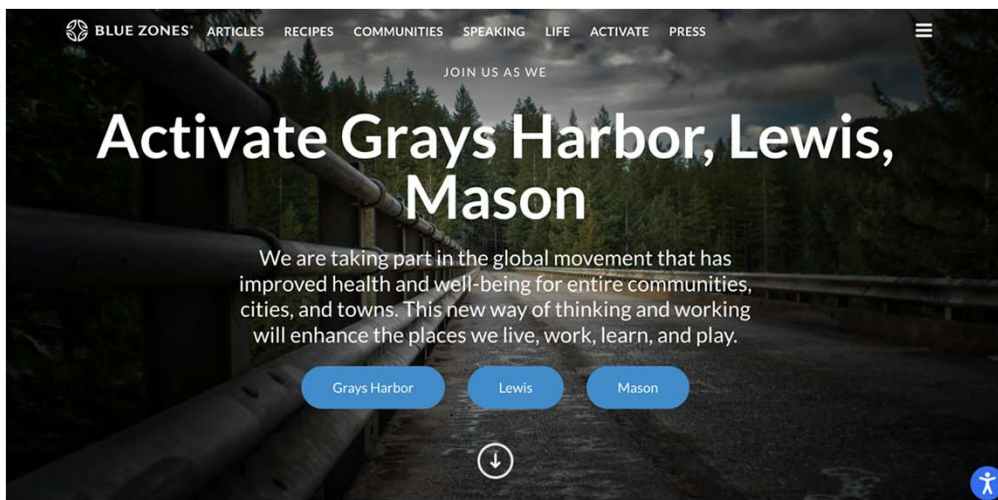 BLUE ZONES® ARTICLES RECIPES COMMUNITIES SPEAKING LIFE ACTIVATE PRESS
JOIN US AS WE
Activate Grays Harbor, Lewis,
Mason
We are taking part in the global movement that has
improved health and well-being for entire communities,
cities, and towns. This new way of thinking and working
will enhance the places we live, work, learn, and play.
Grays Harbor Lewis Mason